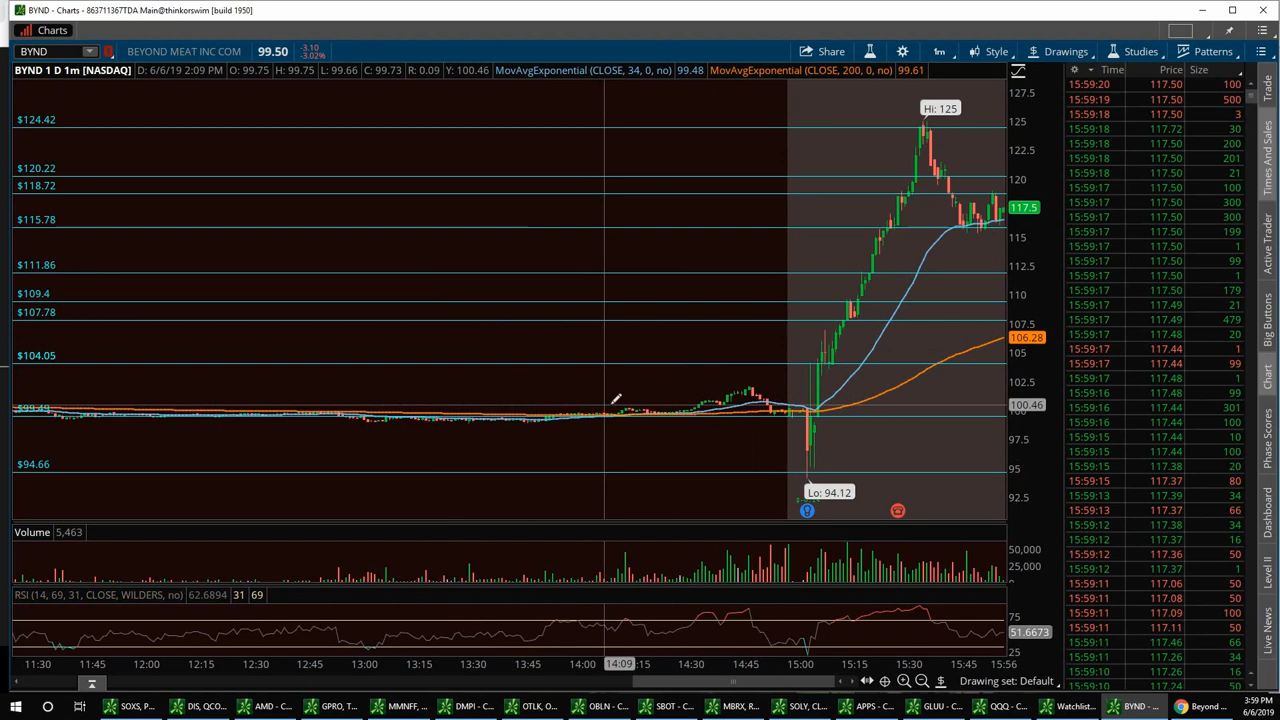 BYND - Charts - 863711367TDA Main@thinkorswim [build 1950]
Charts
BYND
BEYOND MEAT INC COM
99.50
-3.10
-3.02%
Share
1m
Style
Drawings
Studies
Patterns
BYND 1 D 1m [NASDAQ]
D: 6/6/19 2:09 PM
O: 99.75
H: 99.75
L: 99.66
C: 99.73
R: 0.09
Y: 100.46
MovAvgExponential (CLOSE, 34, 0, no)
99.48
MovAvgExponential (CLOSE, 200, 0, no)
99.61
$124.42
$120.22
$118.72
$115.78
$111.86
$109.4
$107.78
$104.05
$99.49
$94.66
Hi: 125
Lo: 94.12
127.5
125
122.5
120
117.5
115
112.5
110
107.5
106.28
105
102.5
100.46
100
97.5
95
92.5
Volume
5,463
50,000
25,000
RSI (14, 69, 31, CLOSE, WILDERS, no)
62.6894
31
69
75
51.6673
25
11:30
11:45
12:00
12:15
12:30
12:45
13:00
13:15
13:30
14:00
14:09
14:30
14:45
15:00
15:15
15:56
Drawing set: Default
Time Price Size
15:59:20 117.50 100
15:59:19 117.50 500
15:59:18 117.50 3
15:59:18 117.72 30
15:59:18 117.50 200
15:59:18 117.50 201
15:59:18 117.50 21
15:59:17 117.50 100
15:59:17 117.50 300
15:59:17 117.50 300
15:59:17 117.50 199
15:59:17 117.50 1
15:59:17 117.50 99
15:59:17 117.50 1
15:59:17 117.50 179
15:59:17 117.49 21
15:59:17 117.49 479
15:59:17 117.48 20
15:59:17 117.44 1
15:59:17 117.44 99
15:59:17 117.48 1
15:59:16 117.49 99
15:59:16 117.44 301
15:59:16 117.44 100
15:59:15 117.44 10
15:59:15 117.44 100
15:59:15 117.38 20
15:59:15 117.37 80
15:59:13 117.39 34
15:59:13 117.37 66
15:59:12 117.38 34
15:59:12 117.37 16
15:59:12 117.36 50
15:59:11 117.06 50
15:59:11 117.08 50
15:59:11 117.09 100
15:59:11 117.11 50
15:59:11 117.46 66
15:59:11 117.26 34
15:59:10 117.26 16
15:59:10 117.24 50
Trade
Times And Sales
Active Trader
Big Buttons
Chart
Phase Scores
Dashboard
Level II
Live News
SOXS, P...
DIS, QCO...
AMD - C...
GPRO, T...
MMNFF, ...
DMPI - C...
OTLK, S...
OBLN - C...
SBOT - C...
MBRX, R...
SOLY, C...
APPS - C...
GLUU - C...
QQQ - C...
Watchlist...
BYND - ...
Beyond ...
3:59 PM
6/6/2019